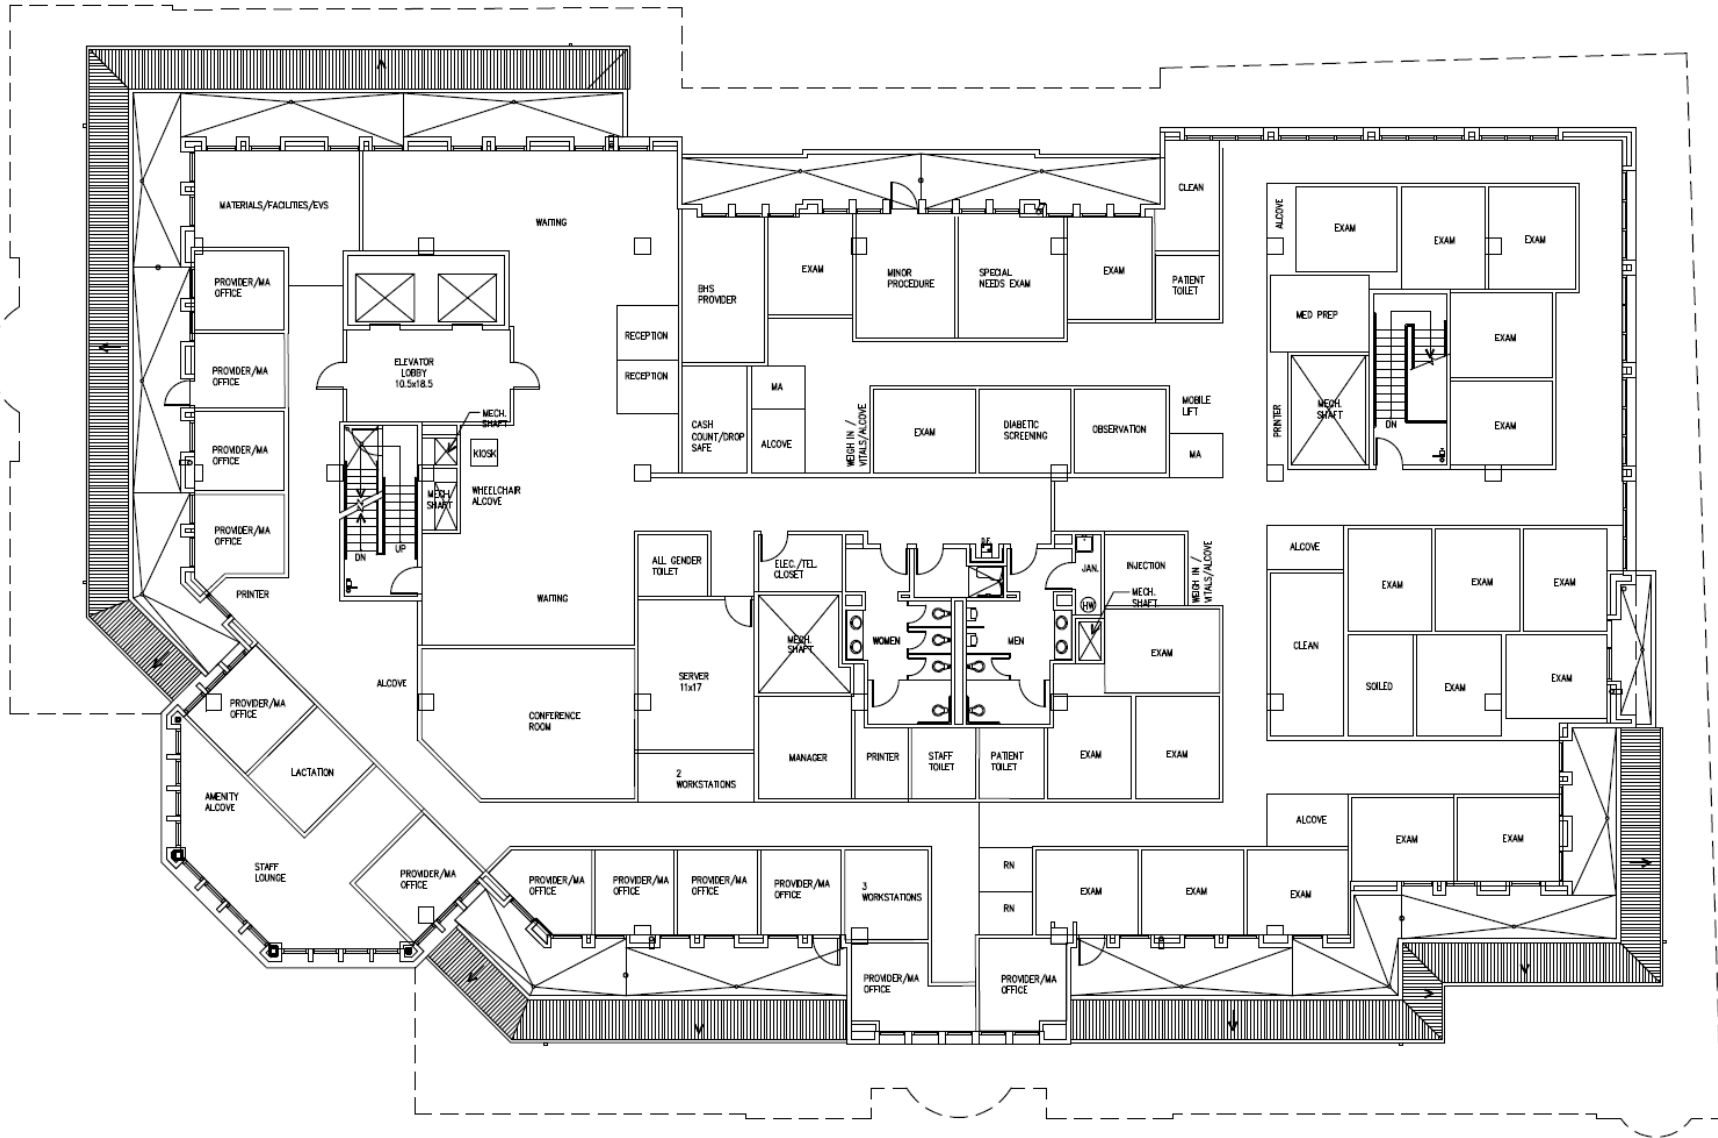 CLEAN
MATERIALS/FACILITIES/EVS
WAITING
ALCOVE
EXAM
EXAM
EXAM
PROVIDER/MA
OFFICE
BHS
PROVIDER
EXAM
MINOR
PROCEDURE
SPECIAL
NEEDS EXAM
EXAM
PATIENT
TOILET
MED PREP
RECEPTION
EXAM
ELEVATOR
LOBBY
10.5x18.5
PROVIDER/MA
OFFICE
RECEPTION
MA
MOBILE
LIFT
MECH.
SHAFT
PRINTER
DN
EXAM
MECH.
SHAFT
CASH
COUNT/DROP
SAFE
ALCOVE
WEIGH IN /
VITALS/ALCOVE
EXAM
DIABETIC
SCREENING
OBSERVATION
MA
PROVIDER/MA
OFFICE
KIOSK
MECH.
SHAFT
WHEELCHAIR
ALCOVE
PROVIDER/MA
OFFICE
DN
UP
ALL GENDER
TOILET
ELEC./TEL.
CLOSET
D.F.
JAN.
INJECTION
WEIGH IN /
VITALS/ALCOVE
ALCOVE
EXAM
EXAM
EXAM
PRINTER
WAITING
HW
MECH.
SHAFT
MECH.
SHAFT
WOMEN
MEN
EXAM
CLEAN
ALCOVE
SERVER
11x17
SOILED
EXAM
EXAM
PROVIDER/MA
OFFICE
CONFERENCE
ROOM
LACTATION
2
WORKSTATIONS
MANAGER
PRINTER
STAFF
TOILET
PATIENT
TOILET
EXAM
EXAM
AMENITY
ALCOVE
ALCOVE
EXAM
EXAM
STAFF
LOUNGE
PROVIDER/MA
OFFICE
PROVIDER/MA
OFFICE
PROVIDER/MA
OFFICE
PROVIDER/MA
OFFICE
PROVIDER/MA
OFFICE
3
WORKSTATIONS
RN
RN
EXAM
EXAM
EXAM
PROVIDER/MA
OFFICE
PROVIDER/MA
OFFICE